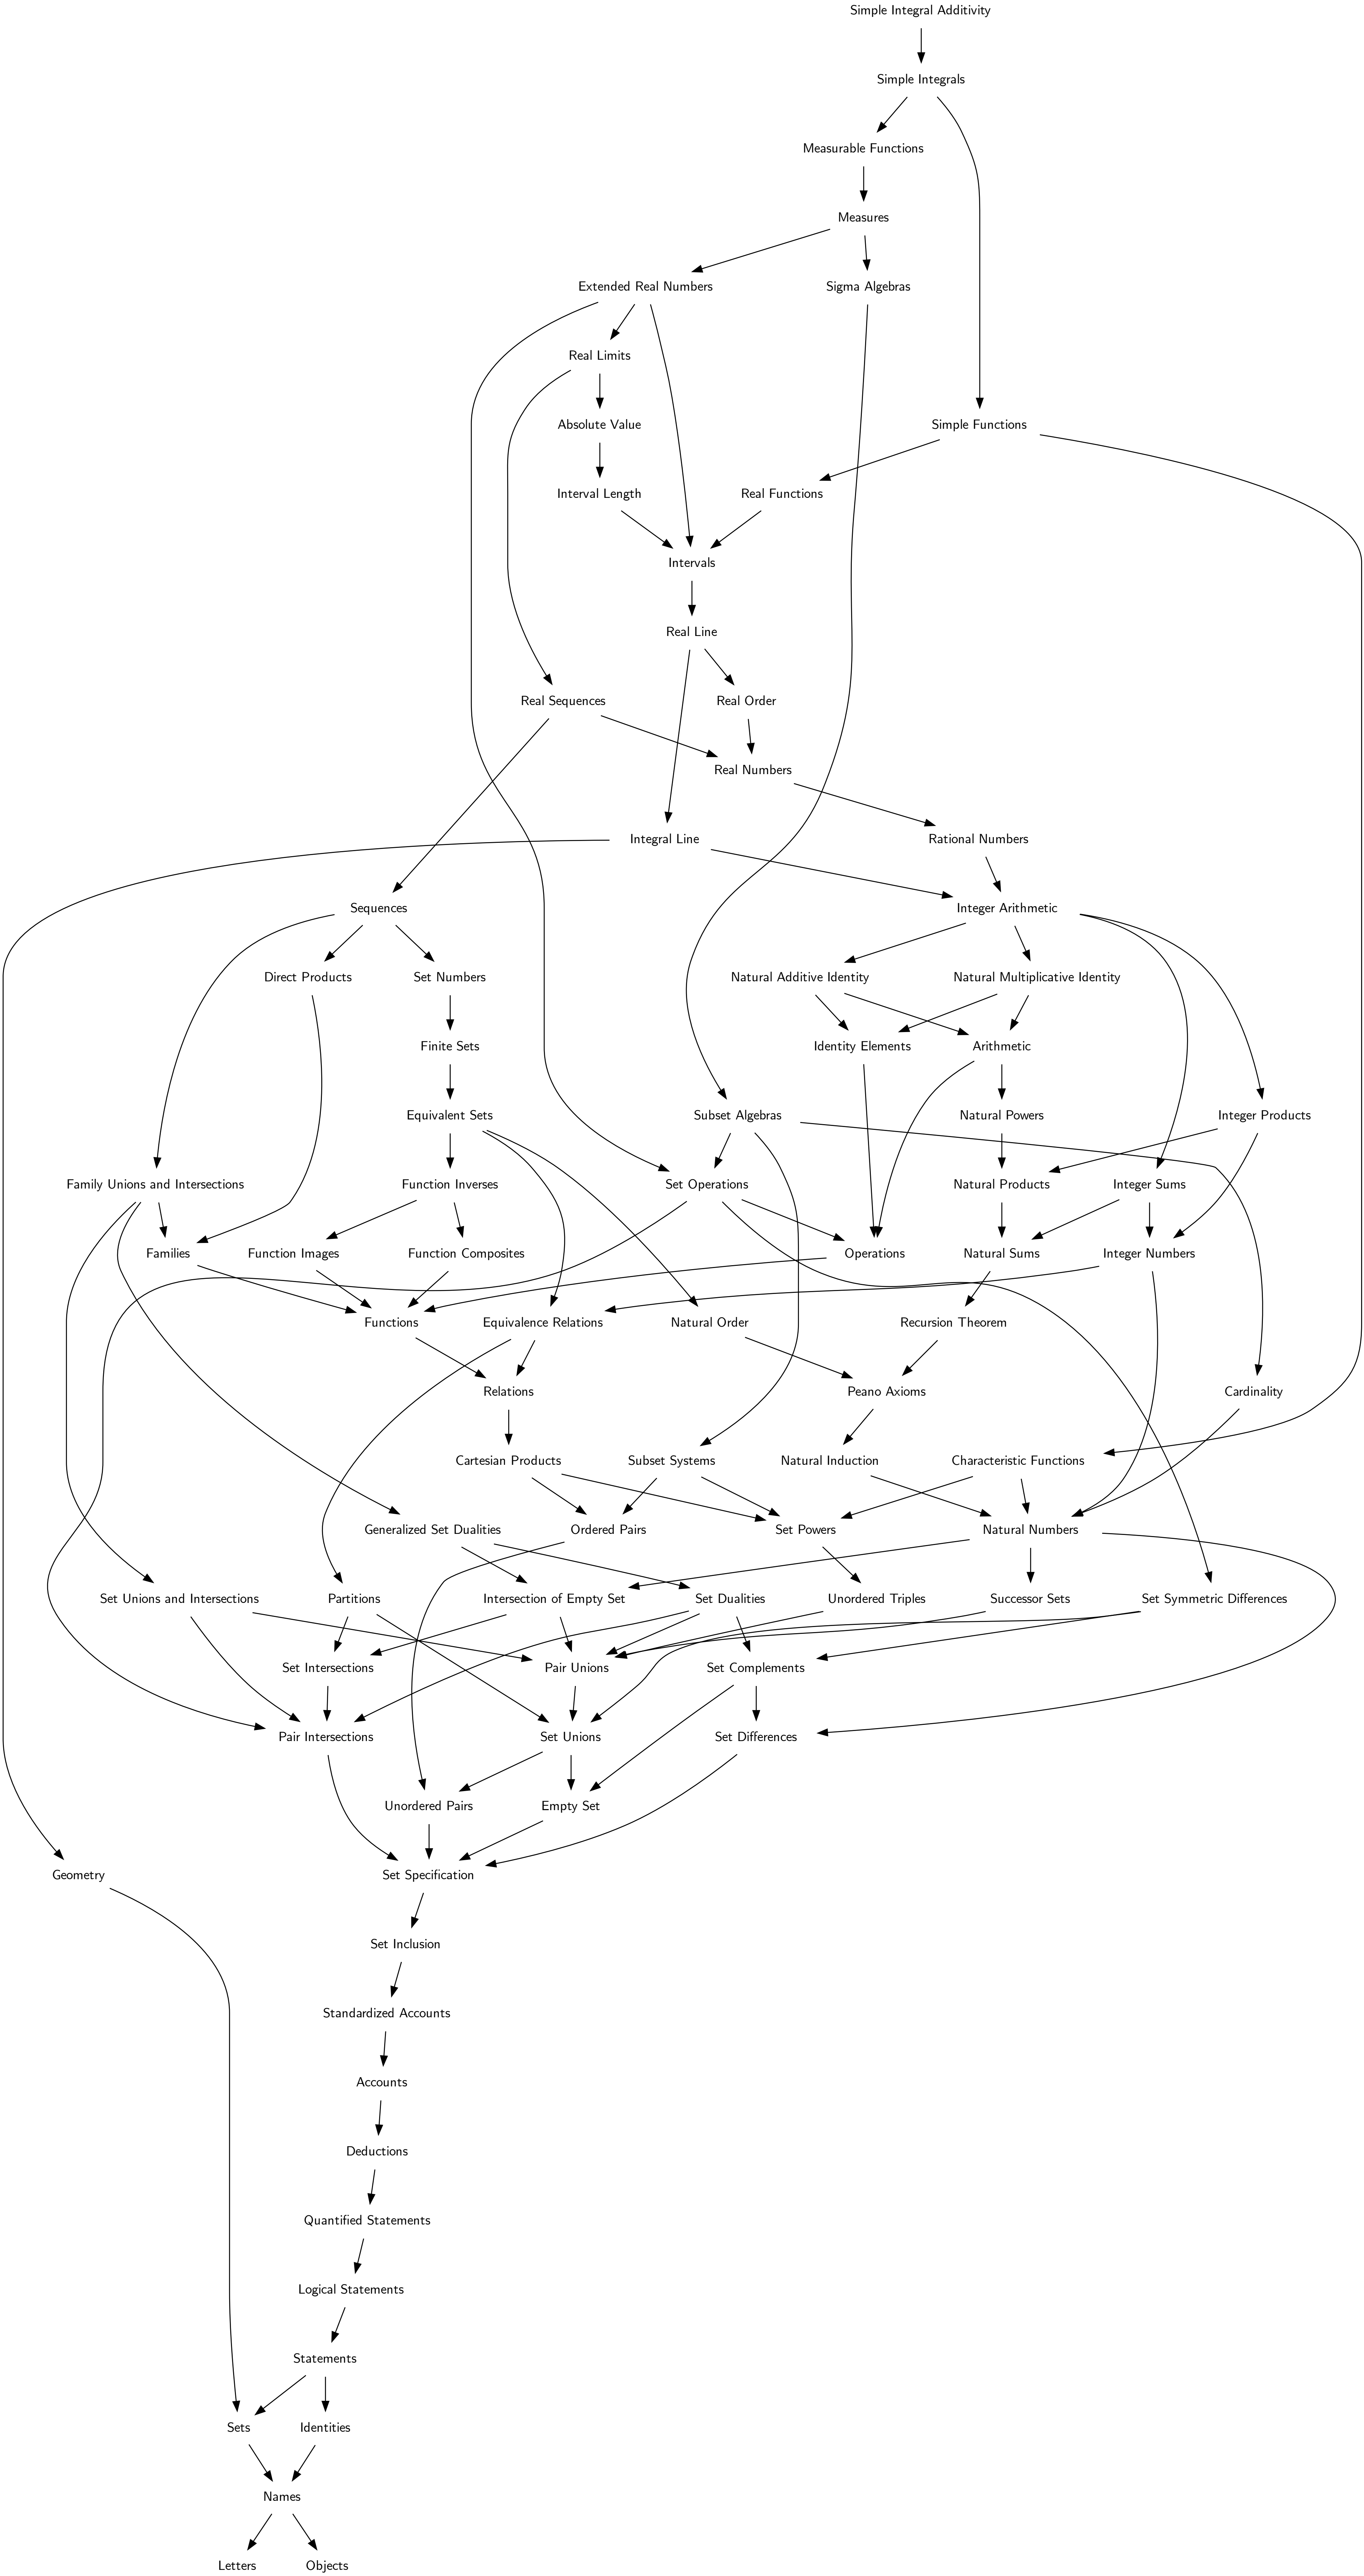 Simple Integral Additivity
Simple Integrals
Measurable Functions
Measures
Extended Real Numbers
Sigma Algebras
Real Limits
Absolute Value
Simple Functions
Interval Length
Real Functions
Intervals
Real Line
Real Sequences
Real Order
Real Numbers
Integral Line
Rational Numbers
Sequences
Integer Arithmetic
Direct Products
Set Numbers
Natural Additive Identity
Natural Multiplicative Identity
Finite Sets
Identity Elements
Arithmetic
Equivalent Sets
Subset Algebras
Natural Powers
Integer Products
Family Unions and Intersections
Function Inverses
Set Operations
Natural Products
Integer Sums
Families
Function Images
Function Composites
Operations
Natural Sums
Integer Numbers
Functions
Equivalence Relations
Natural Order
Recursion Theorem
Relations
Peano Axioms
Cardinality
Cartesian Products
Subset Systems
Natural Induction
Characteristic Functions
Generalized Set Dualities
Ordered Pairs
Set Powers
Natural Numbers
Set Unions and Intersections
Partitions
Intersection of Empty Set
Set Dualities
Unordered Triples
Successor Sets
Set Symmetric Differences
Set Intersections
Pair Unions
Set Complements
Pair Intersections
Set Unions
Set Differences
Unordered Pairs
Empty Set
Geometry
Set Specification
Set Inclusion
Standardized Accounts
Accounts
Deductions
Quantified Statements
Logical Statements
Statements
Sets
Identities
Names
Letters
Objects